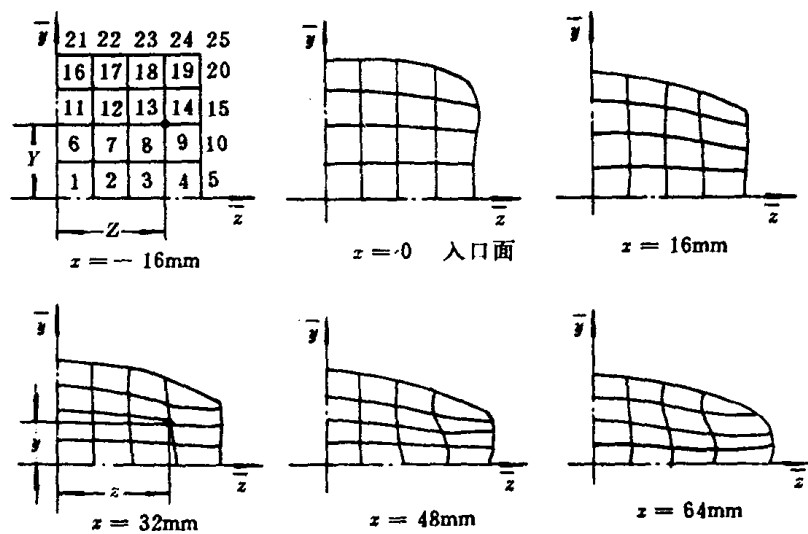 y 21 22 23 24 25
16 17 18 19 20
11 12 13 14 15
Y
6 7 8 9 10
1 2 3 4 5
Z
z
x = - 16mm
y
z
x = 0 入口面
y
z
x = 16mm
y
y
z
z
x = 32mm
y
z
x = 48mm
y
z
x = 64mm